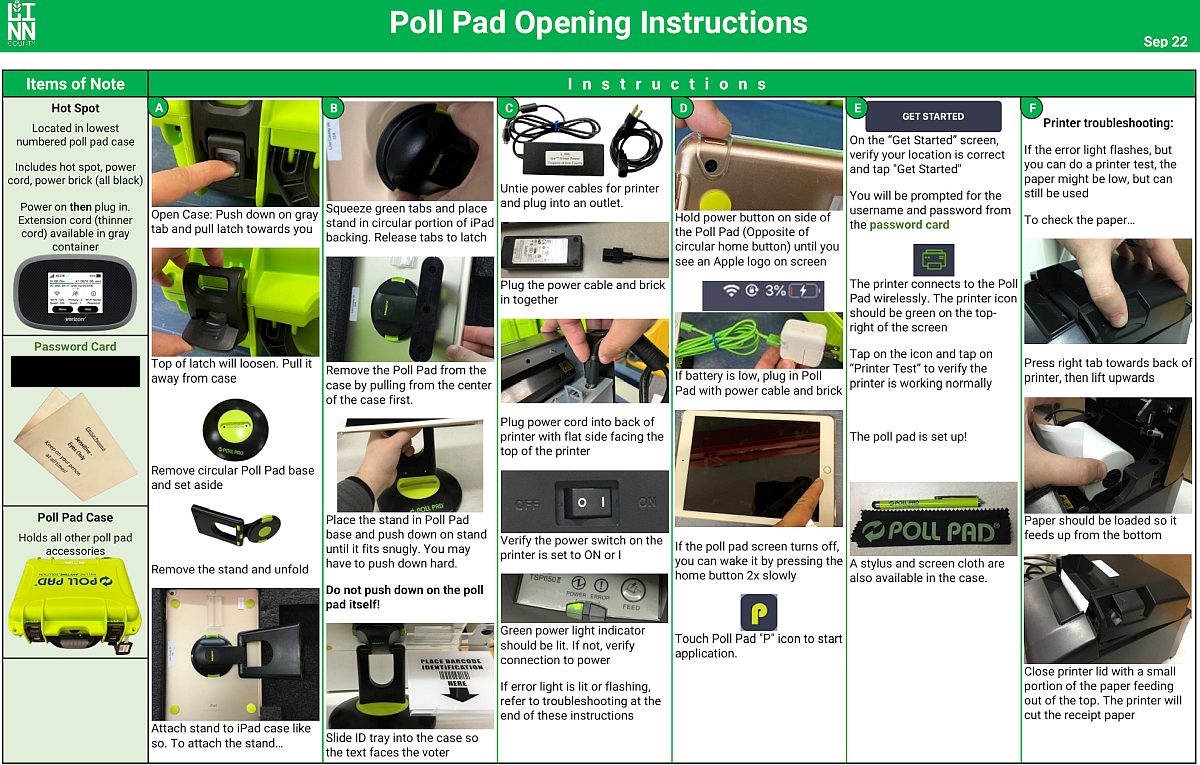 LINN
COUNTY
Poll Pad Opening Instructions
Sep 22
Items of Note
Instructions
Hot Spot
Located in lowest
numbered poll pad case
Includes hot spot, power
cord, power brick (all black)
Power on then plug in.
Extension cord (thinner
cord) available in gray
container
verizon
Password Card
Sensitive
Eyes Only
Poll Pad Case
Holds all other poll pad
accessories
POLL PAD
A
Open Case: Push down on gray
tab and pull latch towards you
Top of latch will loosen. Pull it
away from case
POLL PAD
Remove circular Poll Pad base
and set aside
Remove the stand and unfold
iPad
Attach stand to iPad case like
so. To attach the stand…
B
Squeeze green tabs and place
stand in circular portion of iPad
backing. Release tabs to latch
Remove the Poll Pad from the
case by pulling from the center
of the case first.
POLL PAD
Place the stand in Poll Pad
base and push down on stand
until it fits snugly. You may
have to push down hard.
Do not push down on the poll
pad itself!
PLACE BARCODE
IDENTIFICATION
HERE
Slide ID tray into the case so
the text faces the voter
C
Untie power cables for printer
and plug into an outlet.
Plug the power cable and brick
in together
Plug power cord into back of
printer with flat side facing the
top of the printer
OFF
O I
ON
Verify the power switch on the
printer is set to ON or I
TSP650II
POWER ERROR
FEED
Green power light indicator
should be lit. If not, verify
connection to power
If error light is lit or flashing,
refer to troubleshooting at the
end of these instructions
D
Hold power button on side of
the Poll Pad (Opposite of
circular home button) until you
see an Apple logo on screen
3%
If battery is low, plug in Poll
Pad with power cable and brick
If the poll pad screen turns off,
you can wake it by pressing the
home button 2x slowly
P
Touch Poll Pad "P" icon to start
application.
E
GET STARTED
On the “Get Started” screen,
verify your location is correct
and tap "Get Started"
You will be prompted for the
username and password from
the password card
The printer connects to the Poll
Pad wirelessly. The printer icon
should be green on the top-
right of the screen
Tap on the icon and tap on
“Printer Test” to verify the
printer is working normally
The poll pad is set up!
POLL PAD
POLL PAD®
A stylus and screen cloth are
also available in the case.
F
Printer troubleshooting:
If the error light flashes, but
you can do a printer test, the
paper might be low, but can
still be used
To check the paper…
Press right tab towards back of
printer, then lift upwards
Paper should be loaded so it
feeds up from the bottom
Close printer lid with a small
portion of the paper feeding
out of the top. The printer will
cut the receipt paper